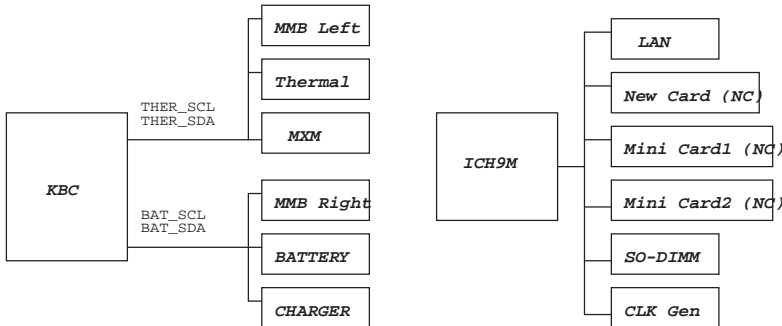 MMB Left
Thermal
THER_SCL
THER_SDA
MXM
KBC
MMB Right
BAT_SCL
BAT_SDA
BATTERY
CHARGER
LAN
New Card (NC)
Mini Card1 (NC)
ICH9M
Mini Card2 (NC)
SO-DIMM
CLK Gen